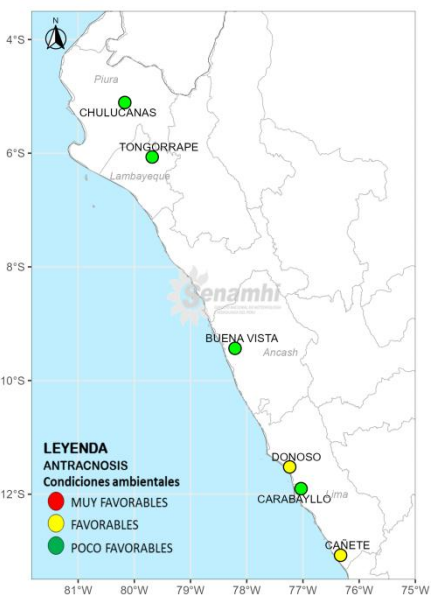 N
4°S
Piura
CHULUCANAS
TONGORRAPE
6°S
Lambayeque
8°S
Senamhi
BUENA VISTA
Ancash
10°S
LEYENDA
ANTRACNOSIS
Condiciones ambientales
MUY FAVORABLES
FAVORABLES
POCO FAVORABLES
DONOSO
12°S
CARABAYLLO
Lima
CAÑETE
81°W
79°W
78°W
77°W
76°W
75°W